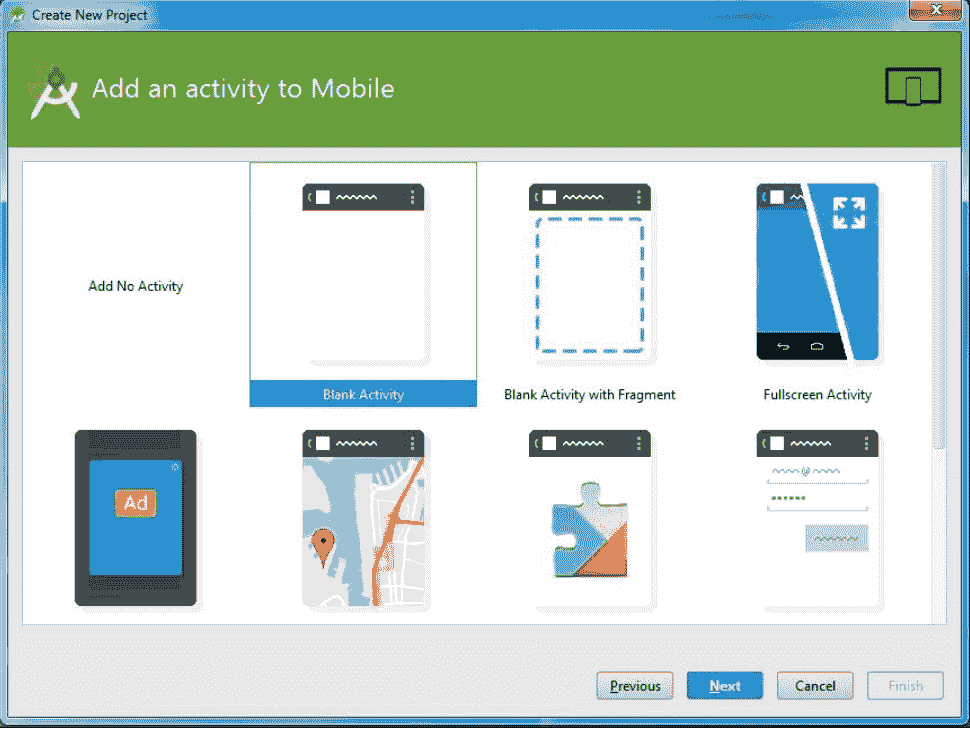 Create New Project
Add an activity to Mobile
Add No Activity
Blank Activity
Blank Activity with Fragment
Fullscreen Activity
Ad
@
Previous
Next
Cancel
Finish